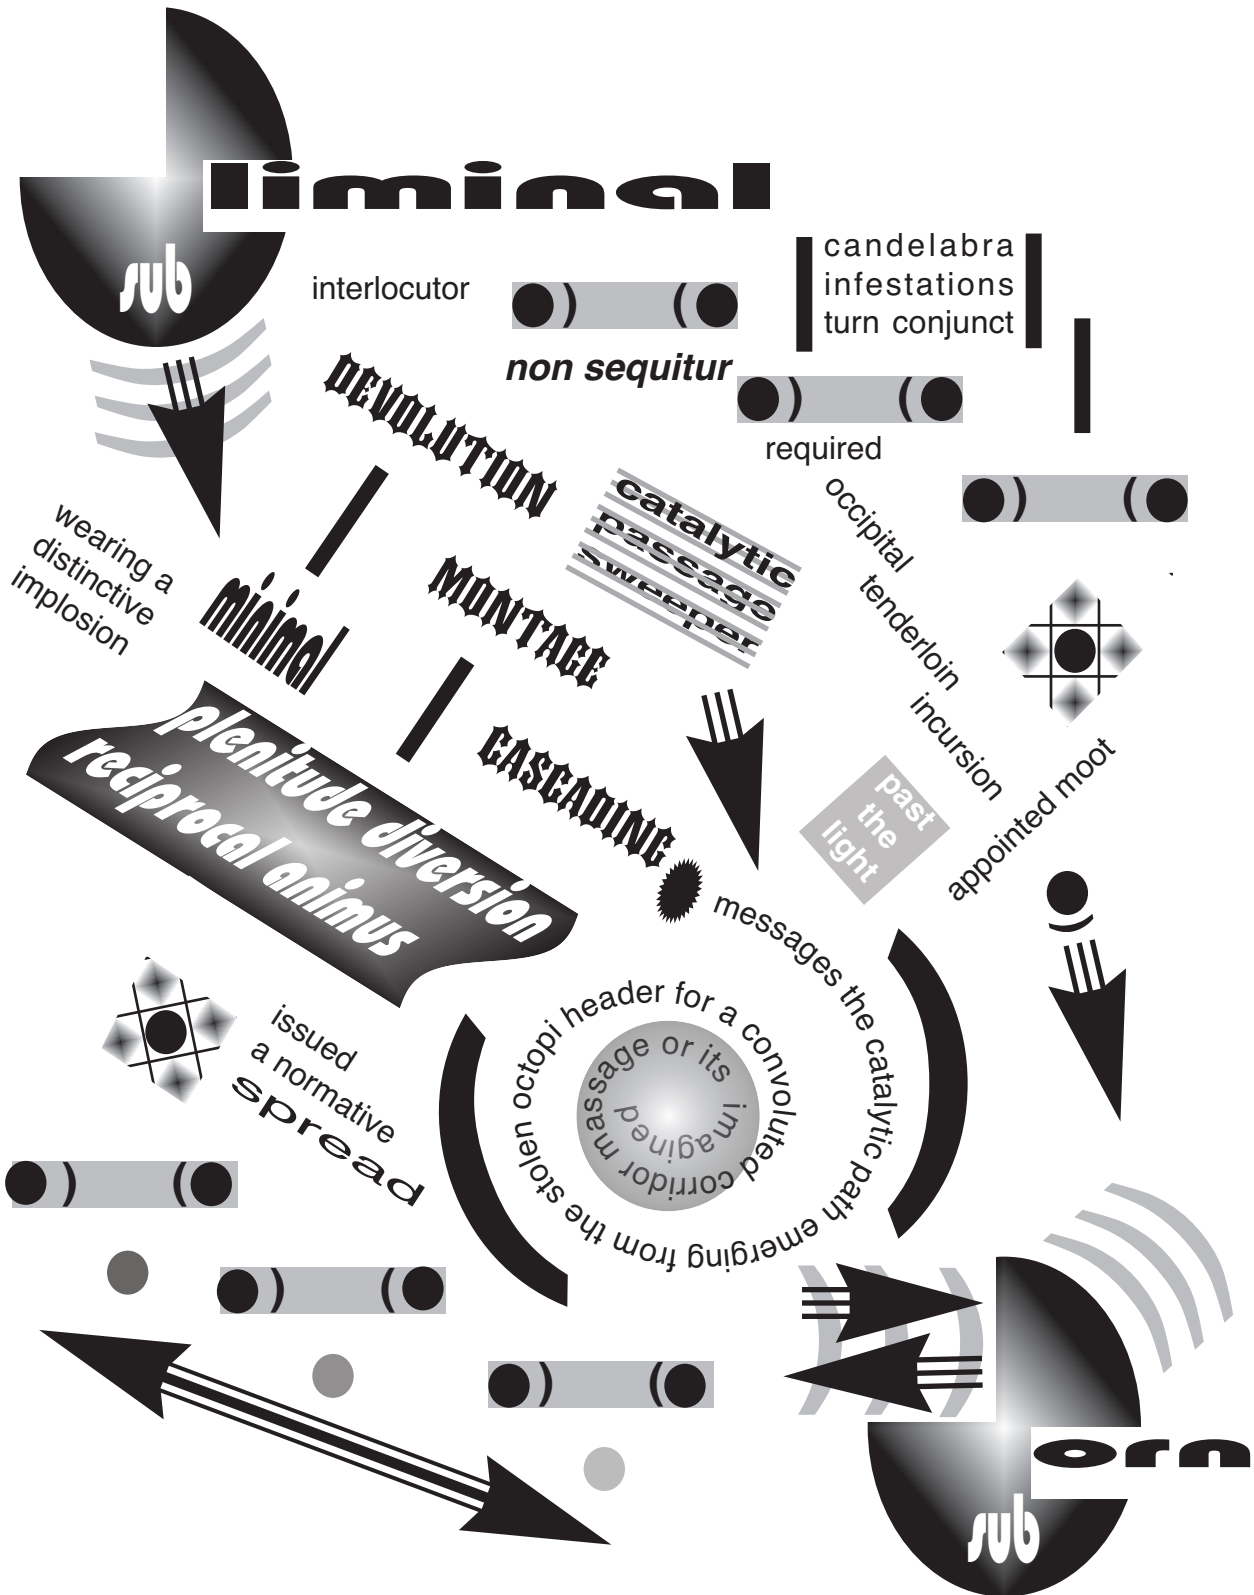 liminal
sub
interlocutor
candelabra
infestations
turn conjunct
non sequitur
required
DEVOLUTION
catalytic
passage
sweeper
occipital
tenderloin
incursion
wearing a
distinctive
implosion
minimal
MONTAGE
CASCADING
plenitude diversion
reciprocal animus
past
the
light
appointed moot
messages the catalytic path emerging from the stolen octopi header for a convoluted corridor massage or its imagined
issued
a normative
spread
orn
sub